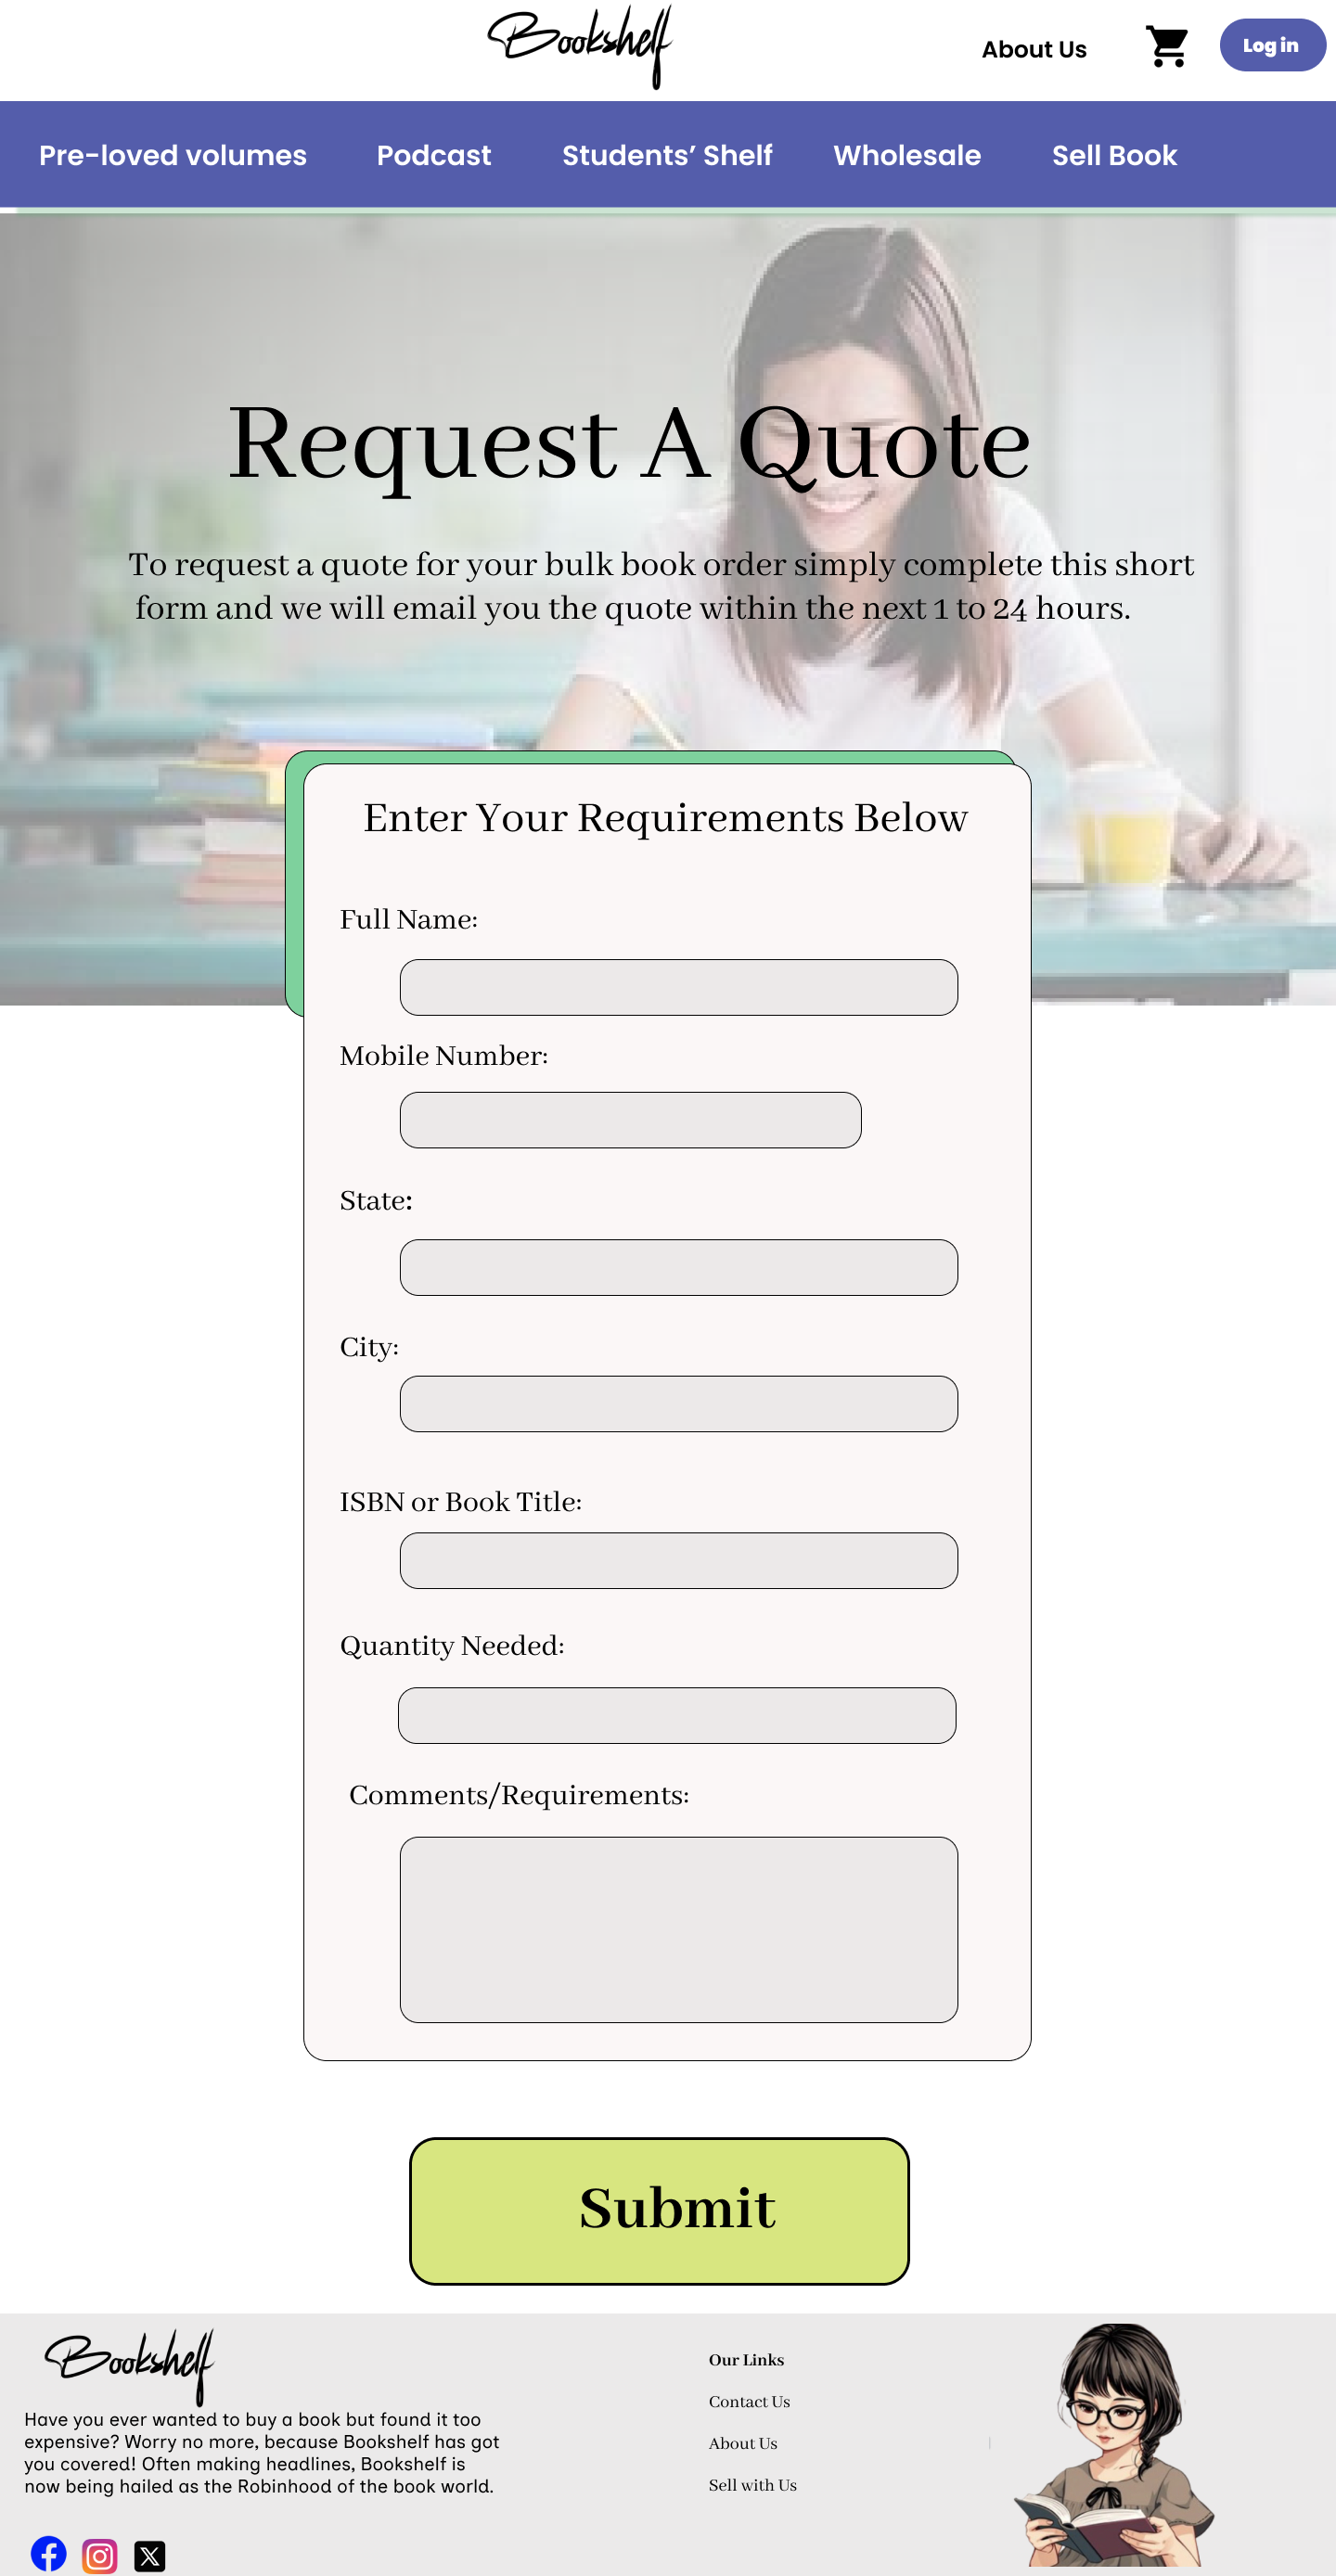 Bookshelf
About Us
Log in
Pre-loved volumes
Podcast
Students’ Shelf
Wholesale
Sell Book
Request A Quote
To request a quote for your bulk book order simply complete this short
form and we will email you the quote within the next 1 to 24 hours.
Enter Your Requirements Below
Full Name:
Mobile Number:
State:
City:
ISBN or Book Title:
Quantity Needed:
Comments/Requirements:
Submit
Bookshelf
Have you ever wanted to buy a book but found it too
expensive? Worry no more, because Bookshelf has got
you covered! Often making headlines, Bookshelf is
now being hailed as the Robinhood of the book world.
Our Links
Contact Us
About Us
Sell with Us